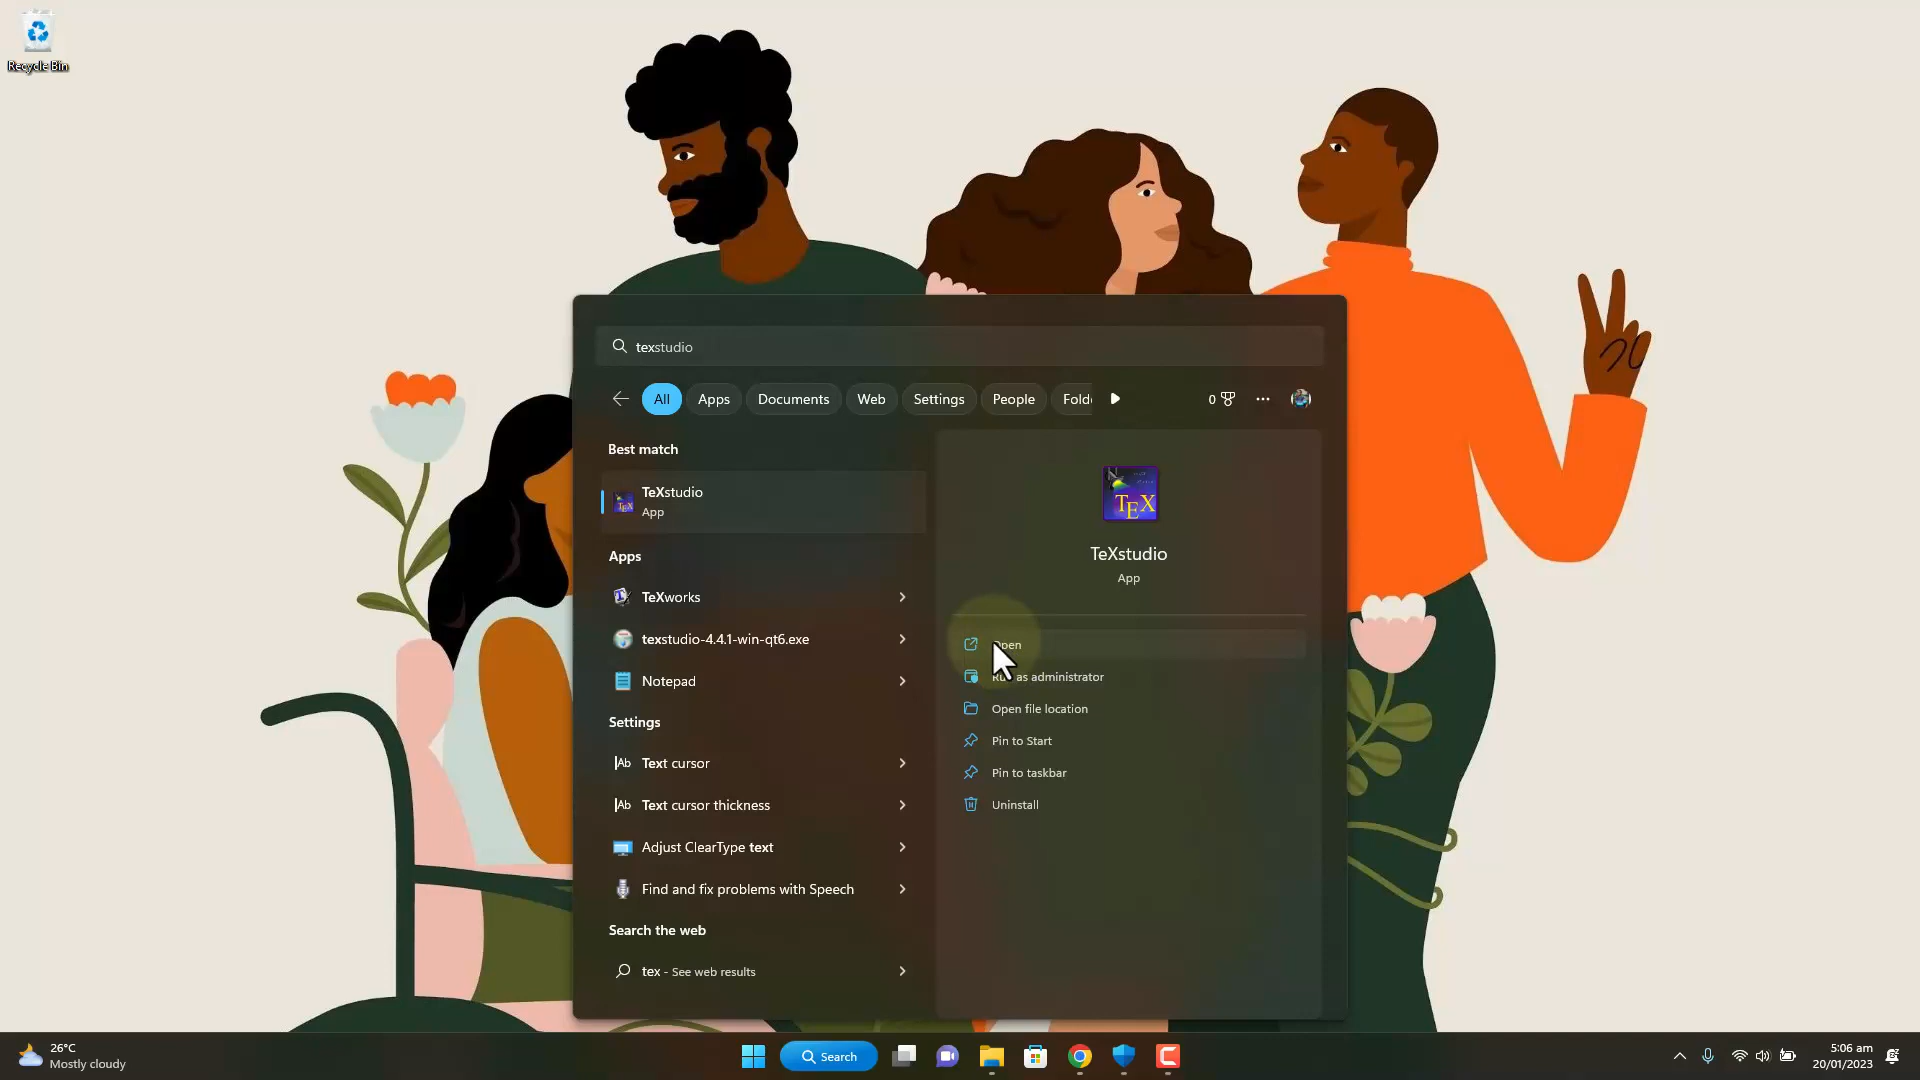 Recycle Bin
texstudio
All Apps Documents Web Settings People Fold 0
Best match
TeXstudio
App
Apps
TeXworks
texstudio-4.4.1-win-qt6.exe
Notepad
Settings
Text cursor
Text cursor thickness
Adjust ClearType text
Find and fix problems with Speech
Search the web
tex - See web results
TEX
TeXstudio
App
Open
Run as administrator
Open file location
Pin to Start
Pin to taskbar
Uninstall
26°C
Mostly cloudy
Search
5:06 am
20/01/2023